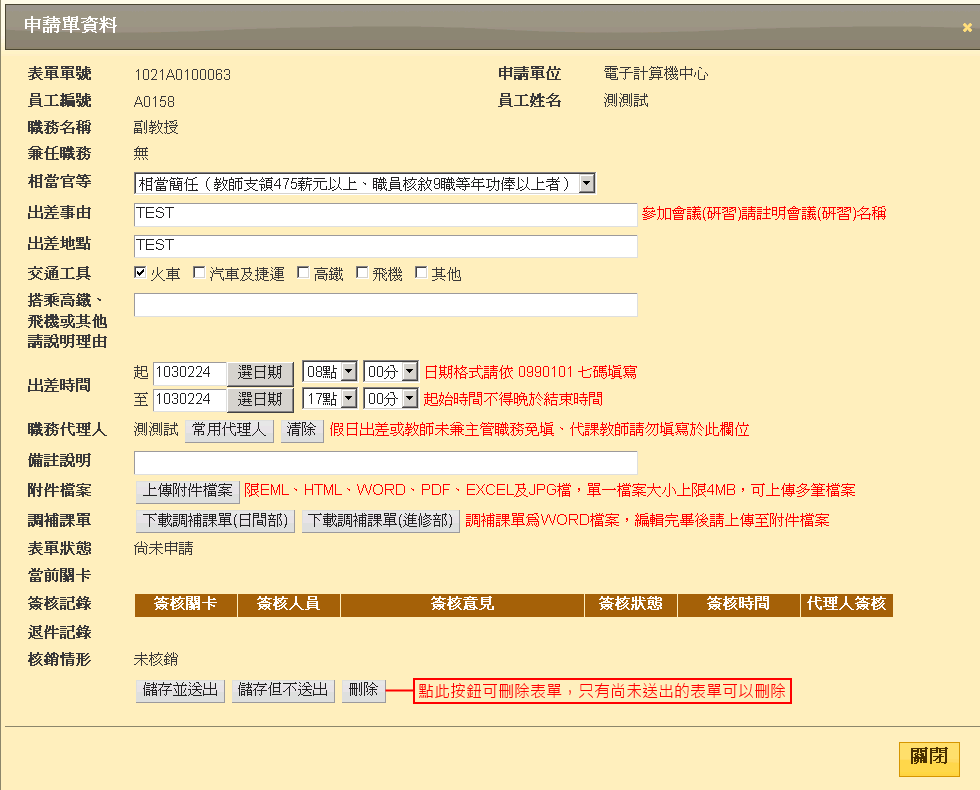 申請單資料
表單單號 1021A0100063 申請單位 電子計算機中心
員工編號 A0158 員工姓名 測測試
職務名稱 副教授
兼任職務 無
相當官等 相當簡任（教師支領475薪元以上、職員核敘9職等年功俸以上者）
出差事由 TEST 參加會議(研習)請註明會議(研習)名稱
出差地點 TEST
交通工具 火車 汽車及捷運 高鐵 飛機 其他
搭乘高鐵、
飛機或其他
請說明理由
起 1030224 選日期 08點 00分 日期格式請依 0990101 七碼填寫
出差時間
至 1030224 選日期 17點 00分 起始時間不得晚於結束時間
職務代理人 測測試 常用代理人 清除 假日出差或教師未兼主管職務免填、代課教師請勿填寫於此欄位
備註說明
附件檔案 上傳附件檔案 限EML、HTML、WORD、PDF、EXCEL及JPG檔，單一檔案大小上限4MB，可上傳多筆檔案
調補課單 下載調補課單(日間部) 下載調補課單(進修部) 調補課單為WORD檔案，編輯完畢後請上傳至附件檔案
表單狀態 尚未申請
當前關卡
簽核記錄 簽核關卡 簽核人員 簽核意見 簽核狀態 簽核時間 代理人簽核
退件記錄
核銷情形 未核銷
儲存並送出 儲存但不送出 刪除 點此按鈕可刪除表單，只有尚未送出的表單可以刪除
關閉